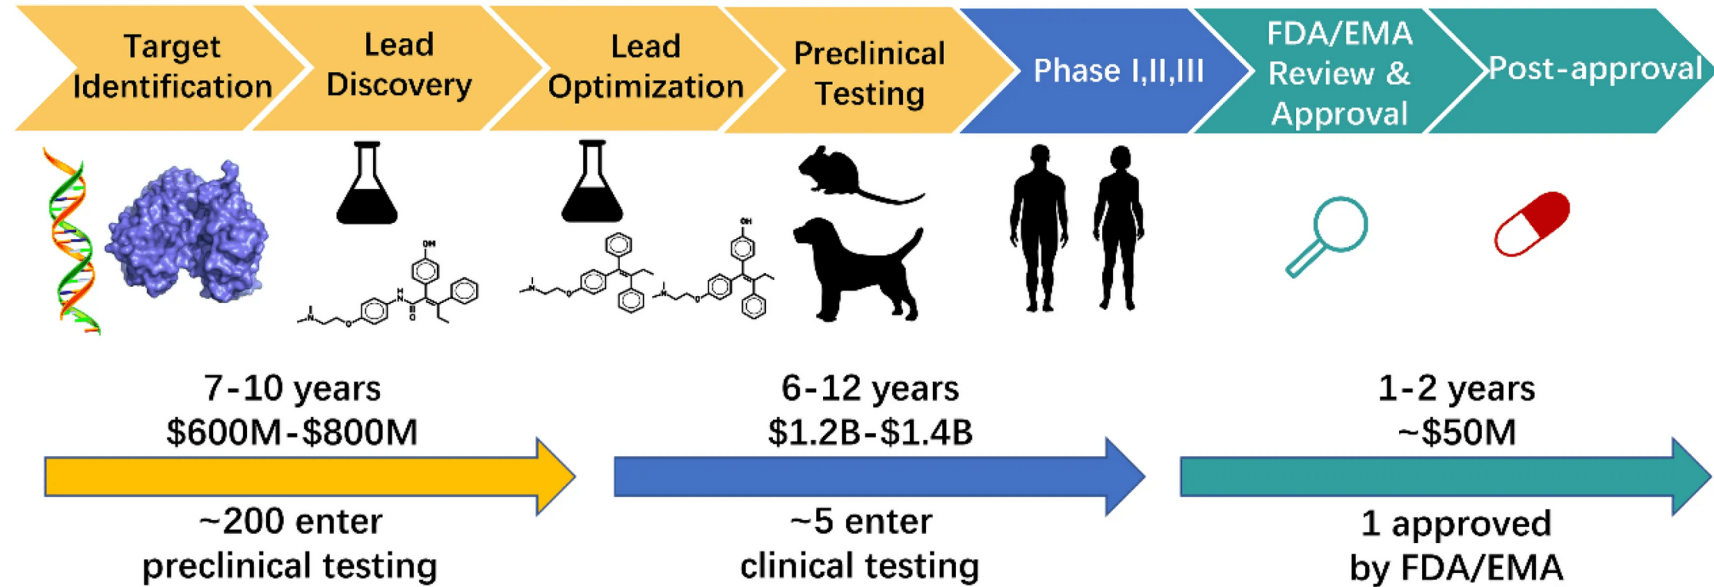 Target
Identification
Lead
Discovery
Lead
Optimization
Preclinical
Testing
Phase I,II,III
FDA/EMA
Review &
Approval
Post-approval
OH
H
N
O
N
O
N
O
OH
N
O
7-10 years
$600M-$800M
~200 enter
preclinical testing
6-12 years
$1.2B-$1.4B
~5 enter
clinical testing
1-2 years
~$50M
1 approved
by FDA/EMA